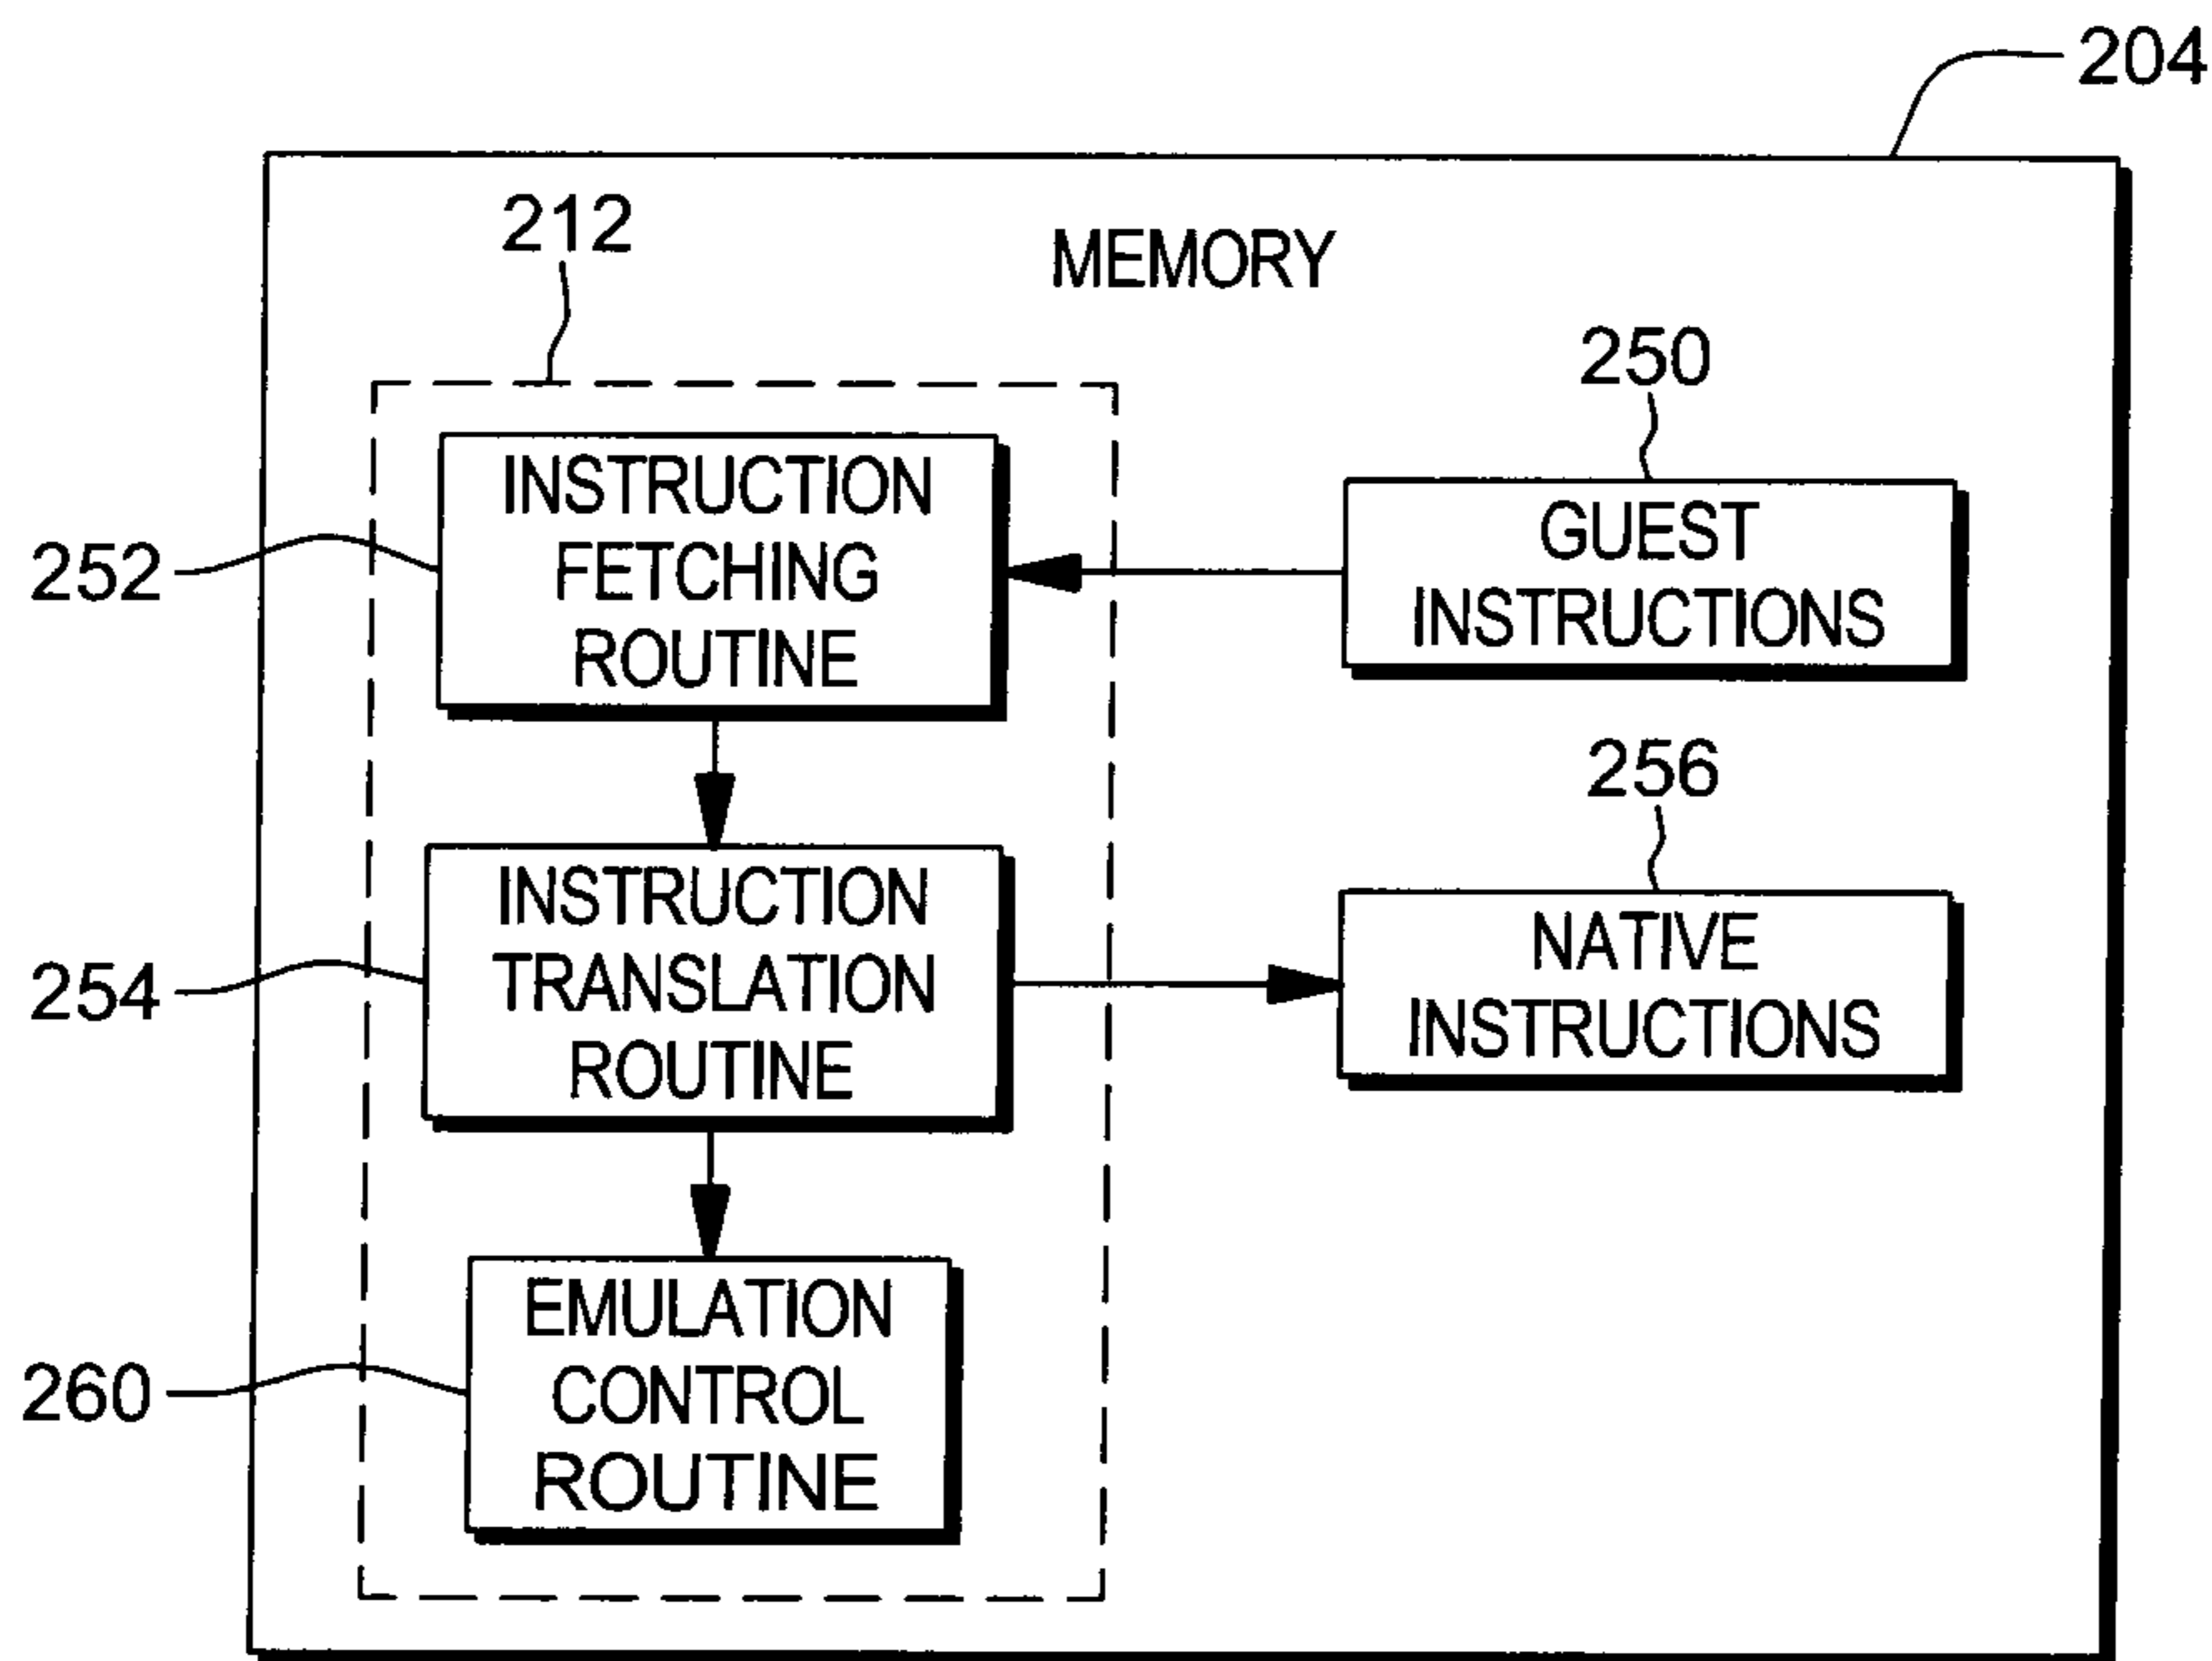 204
212
MEMORY
250
INSTRUCTION
FETCHING
ROUTINE
252
GUEST
INSTRUCTIONS
256
INSTRUCTION
TRANSLATION
ROUTINE
254
NATIVE
INSTRUCTIONS
EMULATION
CONTROL
ROUTINE
260